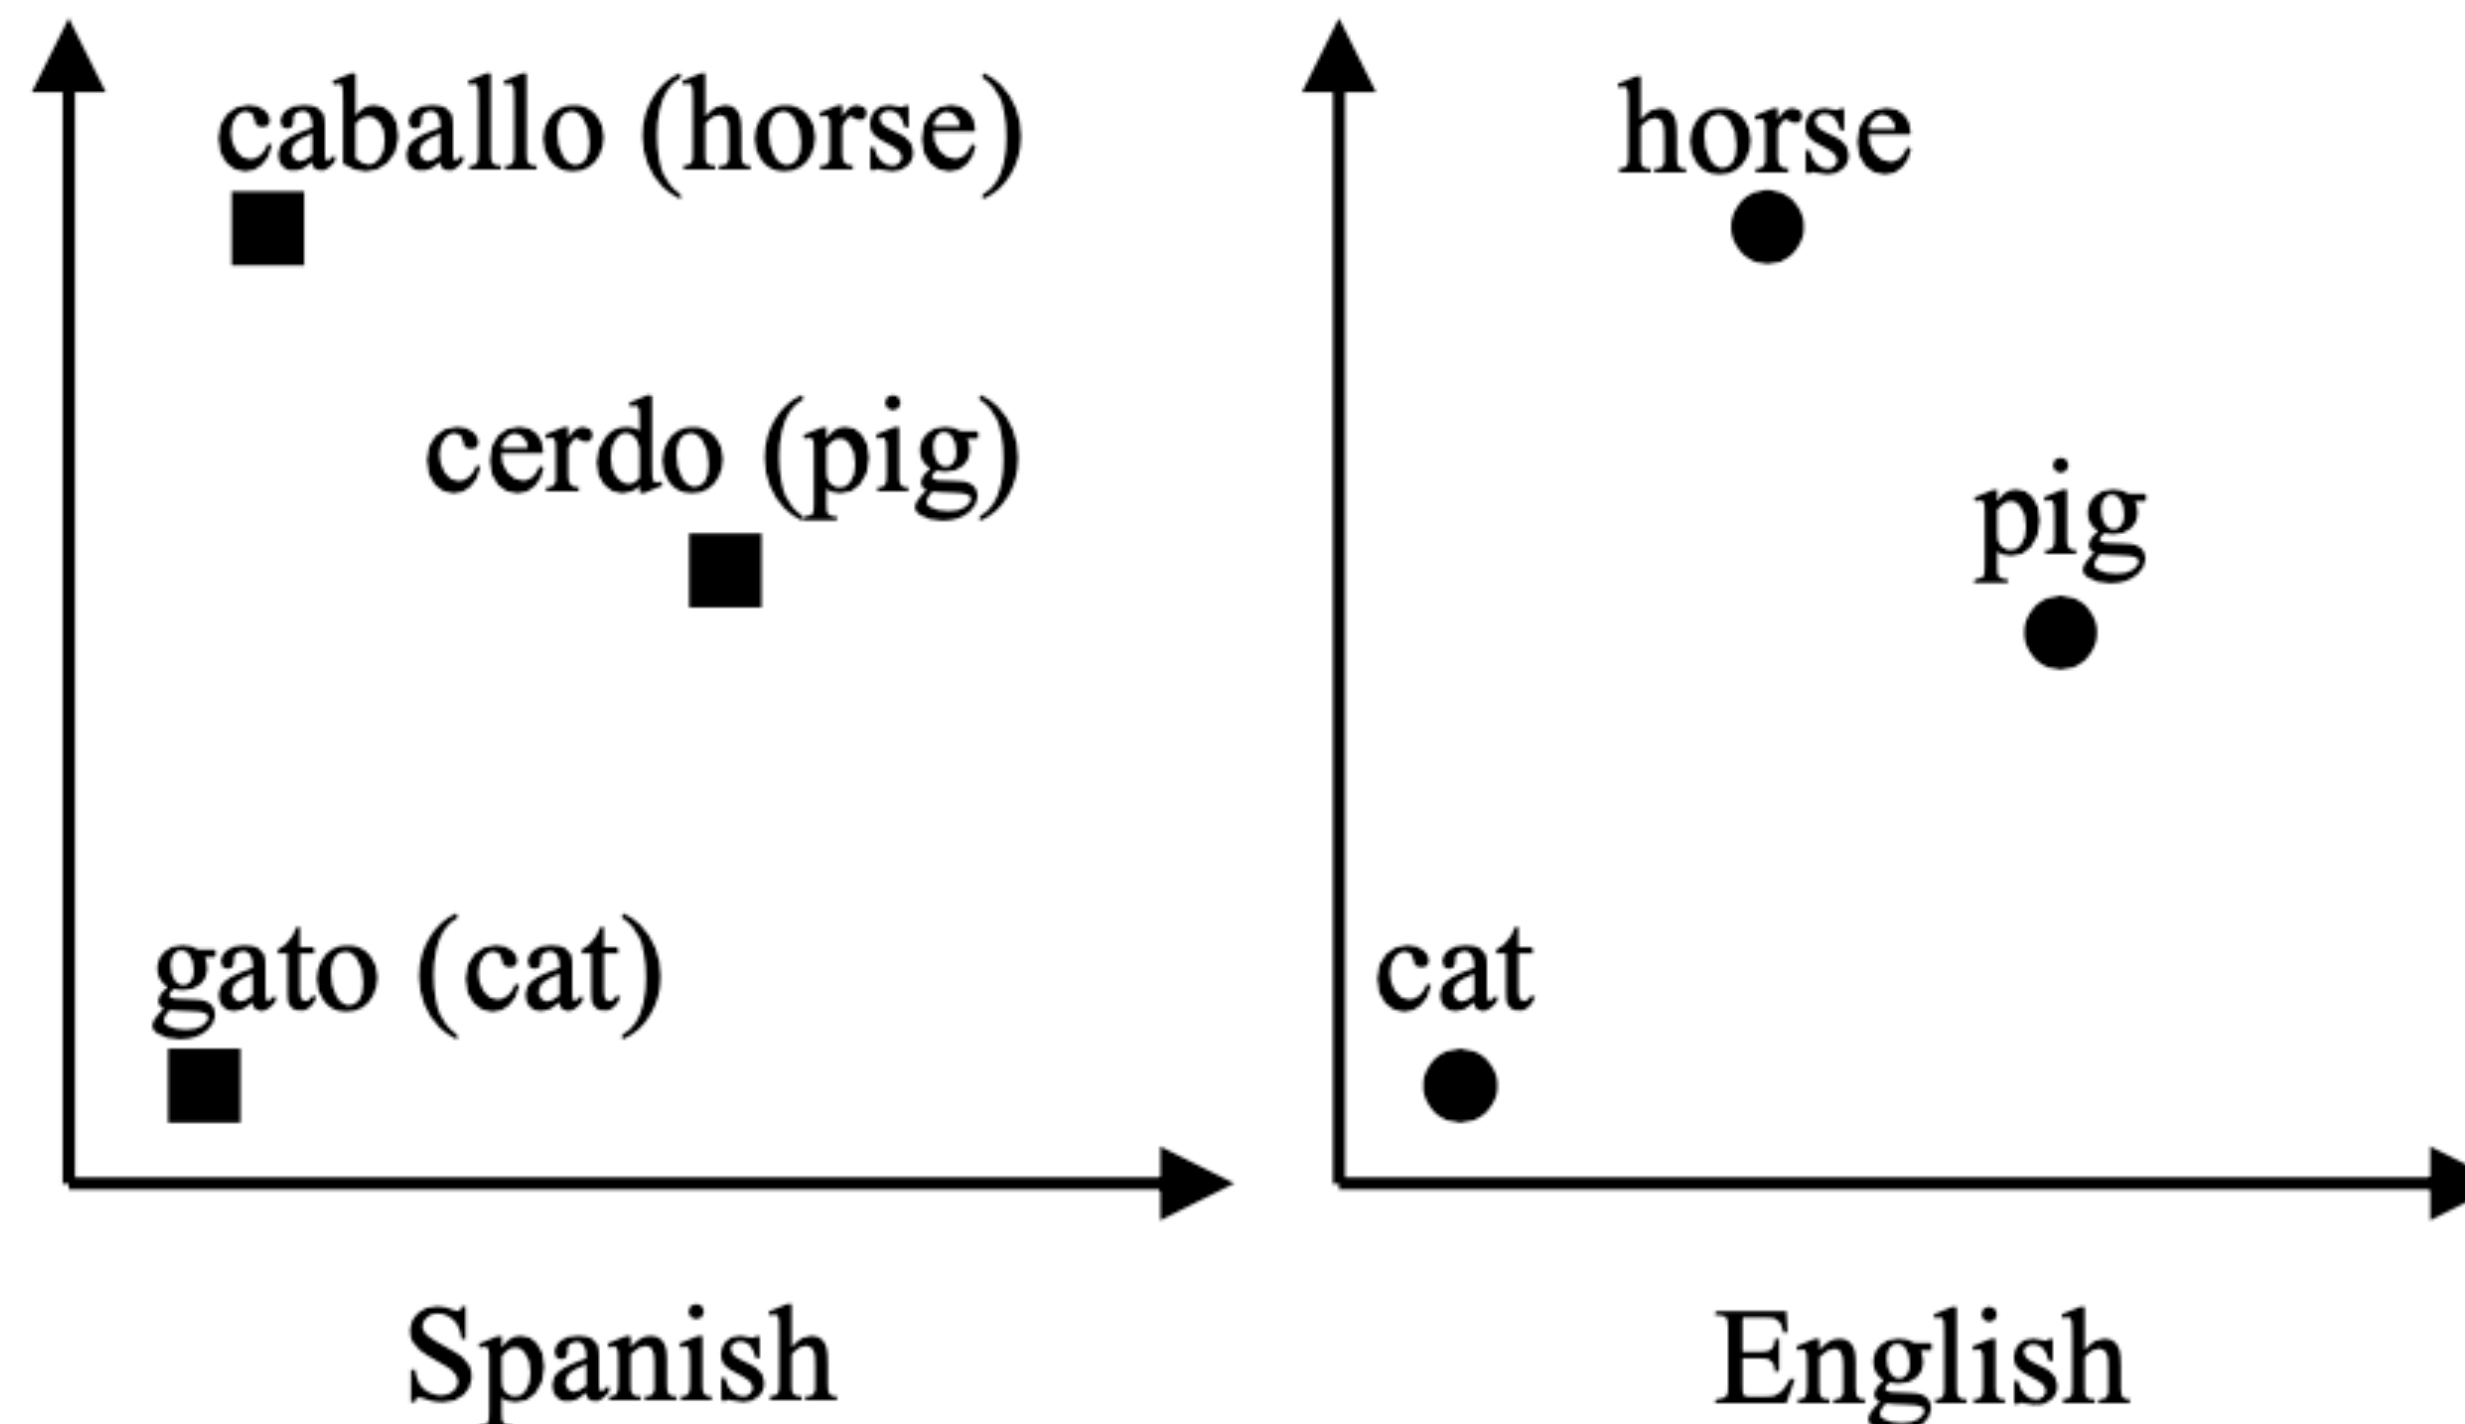 caballo (horse)
cerdo (pig)
gato (cat)
Spanish
horse
pig
cat
English